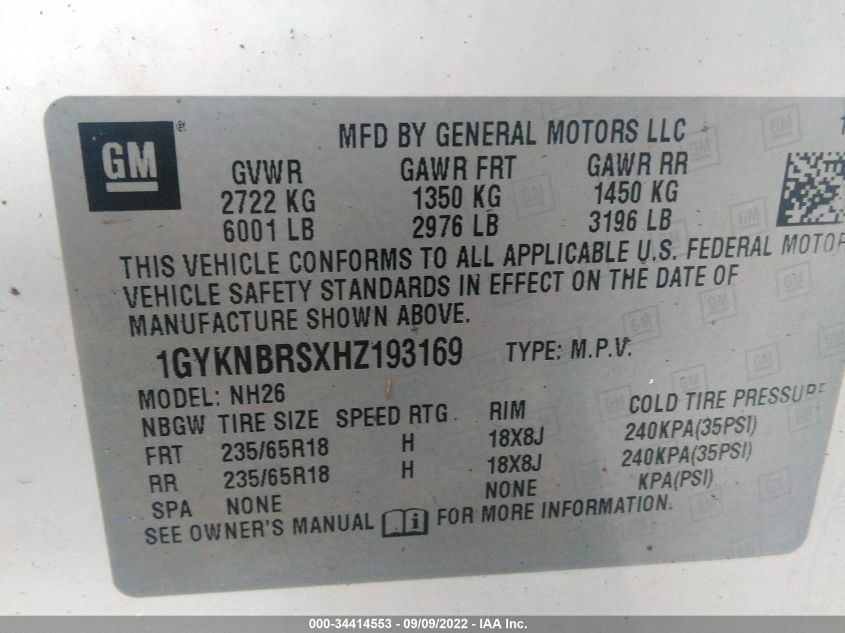 GM ®
MFD BY GENERAL MOTORS LLC
GVWR GAWR FRT GAWR RR
2722 KG 1350 KG 1450 KG
6001 LB 2976 LB 3196 LB
THIS VEHICLE CONFORMS TO ALL APPLICABLE U.S. FEDERAL MOTOR
VEHICLE SAFETY STANDARDS IN EFFECT ON THE DATE OF
MANUFACTURE SHOWN ABOVE.
1GYKNBRSXHZ193169 TYPE: M.P.V.
MODEL: NH26
NBGW TIRE SIZE SPEED RTG RIM COLD TIRE PRESSURE
FRT 235/65R18 H 18X8J 240KPA(35PSI)
RR 235/65R18 H 18X8J 240KPA(35PSI)
SPA NONE NONE KPA(PSI)
SEE OWNER'S MANUAL i FOR MORE INFORMATION.
000-34414553 - 09/09/2022 - IAA Inc.